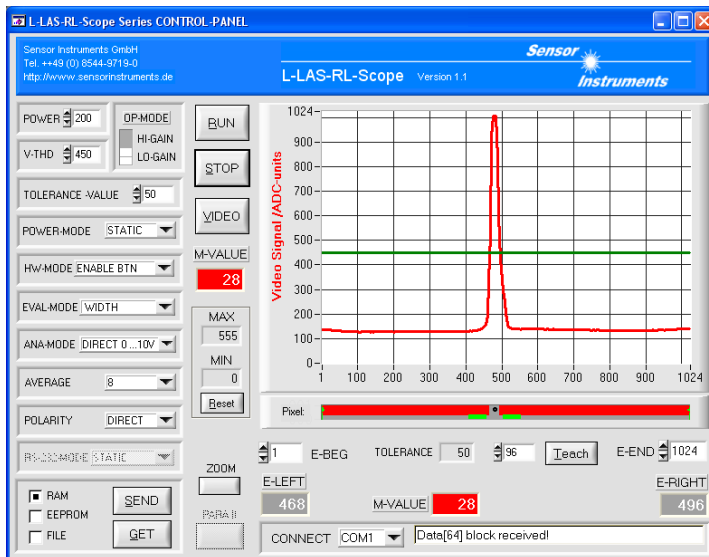 L-LAS-RL-Scope Series CONTROL-PANEL
Sensor Instruments GmbH
Tel. ++49 (0) 8544-9719-0
http://www.sensorinstruments.de
L-LAS-RL-Scope Version 1.1
Sensor
Instruments
POWER 200
OP-MODE
HI-GAIN
LO-GAIN
V-THD 450
TOLERANCE -VALUE 50
POWER-MODE STATIC
HW-MODE ENABLE BTN
EVAL-MODE WIDTH
ANA-MODE DIRECT 0 ...10V
AVERAGE 8
POLARITY DIRECT
RS-232-MODE STATIC
RAM
EEPROM
FILE
SEND
GET
RUN
STOP
VIDEO
M-VALUE
28
MAX
555
MIN
0
Reset
ZOOM
PARA II
Video Signal /ADC-units
1024
900
800
700
600
500
400
300
200
100
0
1 100 200 300 400 500 600 700 800 900 1024
Pixel:
1 E-BEG TOLERANCE 50 96 Teach E-END 1024
E-LEFT
468
M-VALUE 28
E-RIGHT
496
CONNECT COM1 Data[64] block received!